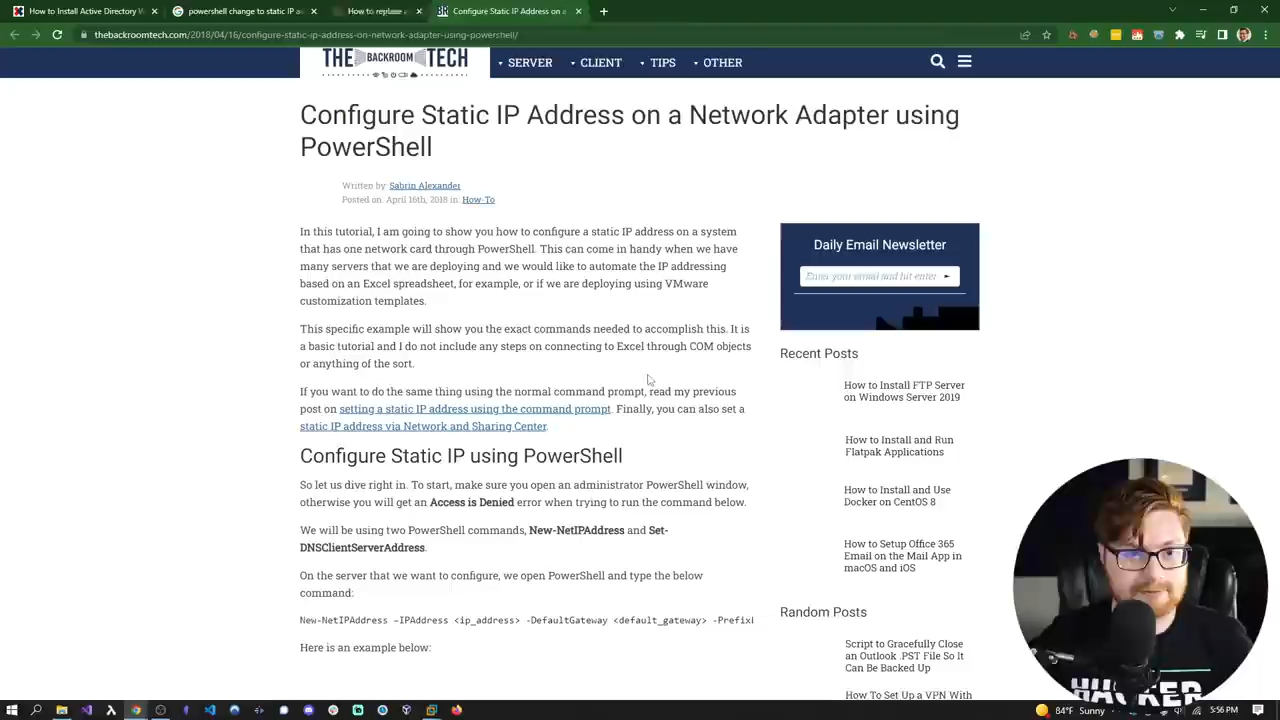 How to Install Active Directory
powershell change to static IP a
How to replicate IP config to a s
Configure Static IP Address on a
thebackroomtech.com/2018/04/16/configure-static-ip-address-on-network-adapter-using-powershell/
THE BACKROOM TECH
SERVER
CLIENT
TIPS
OTHER
Configure Static IP Address on a Network Adapter using
PowerShell
Written by: Sabrin Alexander
Posted on: April 16th, 2018 in: How-To
In this tutorial, I am going to show you how to configure a static IP address on a system
that has one network card through PowerShell. This can come in handy when we have
many servers that we are deploying and we would like to automate the IP addressing
based on an Excel spreadsheet, for example, or if we are deploying using VMware
customization templates.
This specific example will show you the exact commands needed to accomplish this. It is
a basic tutorial and I do not include any steps on connecting to Excel through COM objects
or anything of the sort.
If you want to do the same thing using the normal command prompt, read my previous
post on setting a static IP address using the command prompt. Finally, you can also set a
static IP address via Network and Sharing Center.
Configure Static IP using PowerShell
So let us dive right in. To start, make sure you open an administrator PowerShell window,
otherwise you will get an Access is Denied error when trying to run the command below.
We will be using two PowerShell commands, New-NetIPAddress and Set-
DNSClientServerAddress.
On the server that we want to configure, we open PowerShell and type the below
command:
New-NetIPAddress –IPAddress <ip_address> -DefaultGateway <default_gateway> -Prefixl
Here is an example below:
Daily Email Newsletter
Enter your email and hit enter
Recent Posts
How to Install FTP Server
on Windows Server 2019
How to Install and Run
Flatpak Applications
How to Install and Use
Docker on CentOS 8
How to Setup Office 365
Email on the Mail App in
macOS and iOS
Random Posts
Script to Gracefully Close
an Outlook .PST File So It
Can Be Backed Up
How To Set Up a VPN With
HACKER
84°F Sunny
5:56 PM